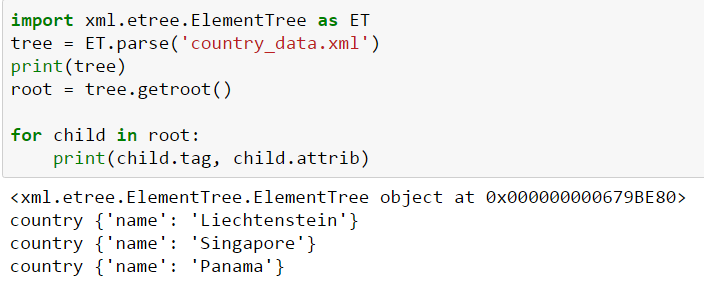 import xml.etree.ElementTree as ET
tree = ET.parse('country_data.xml')
print(tree)
root = tree.getroot()

for child in root:
    print(child.tag, child.attrib)

<xml.etree.ElementTree.ElementTree object at 0x000000000679BE80>
country {'name': 'Liechtenstein'}
country {'name': 'Singapore'}
country {'name': 'Panama'}